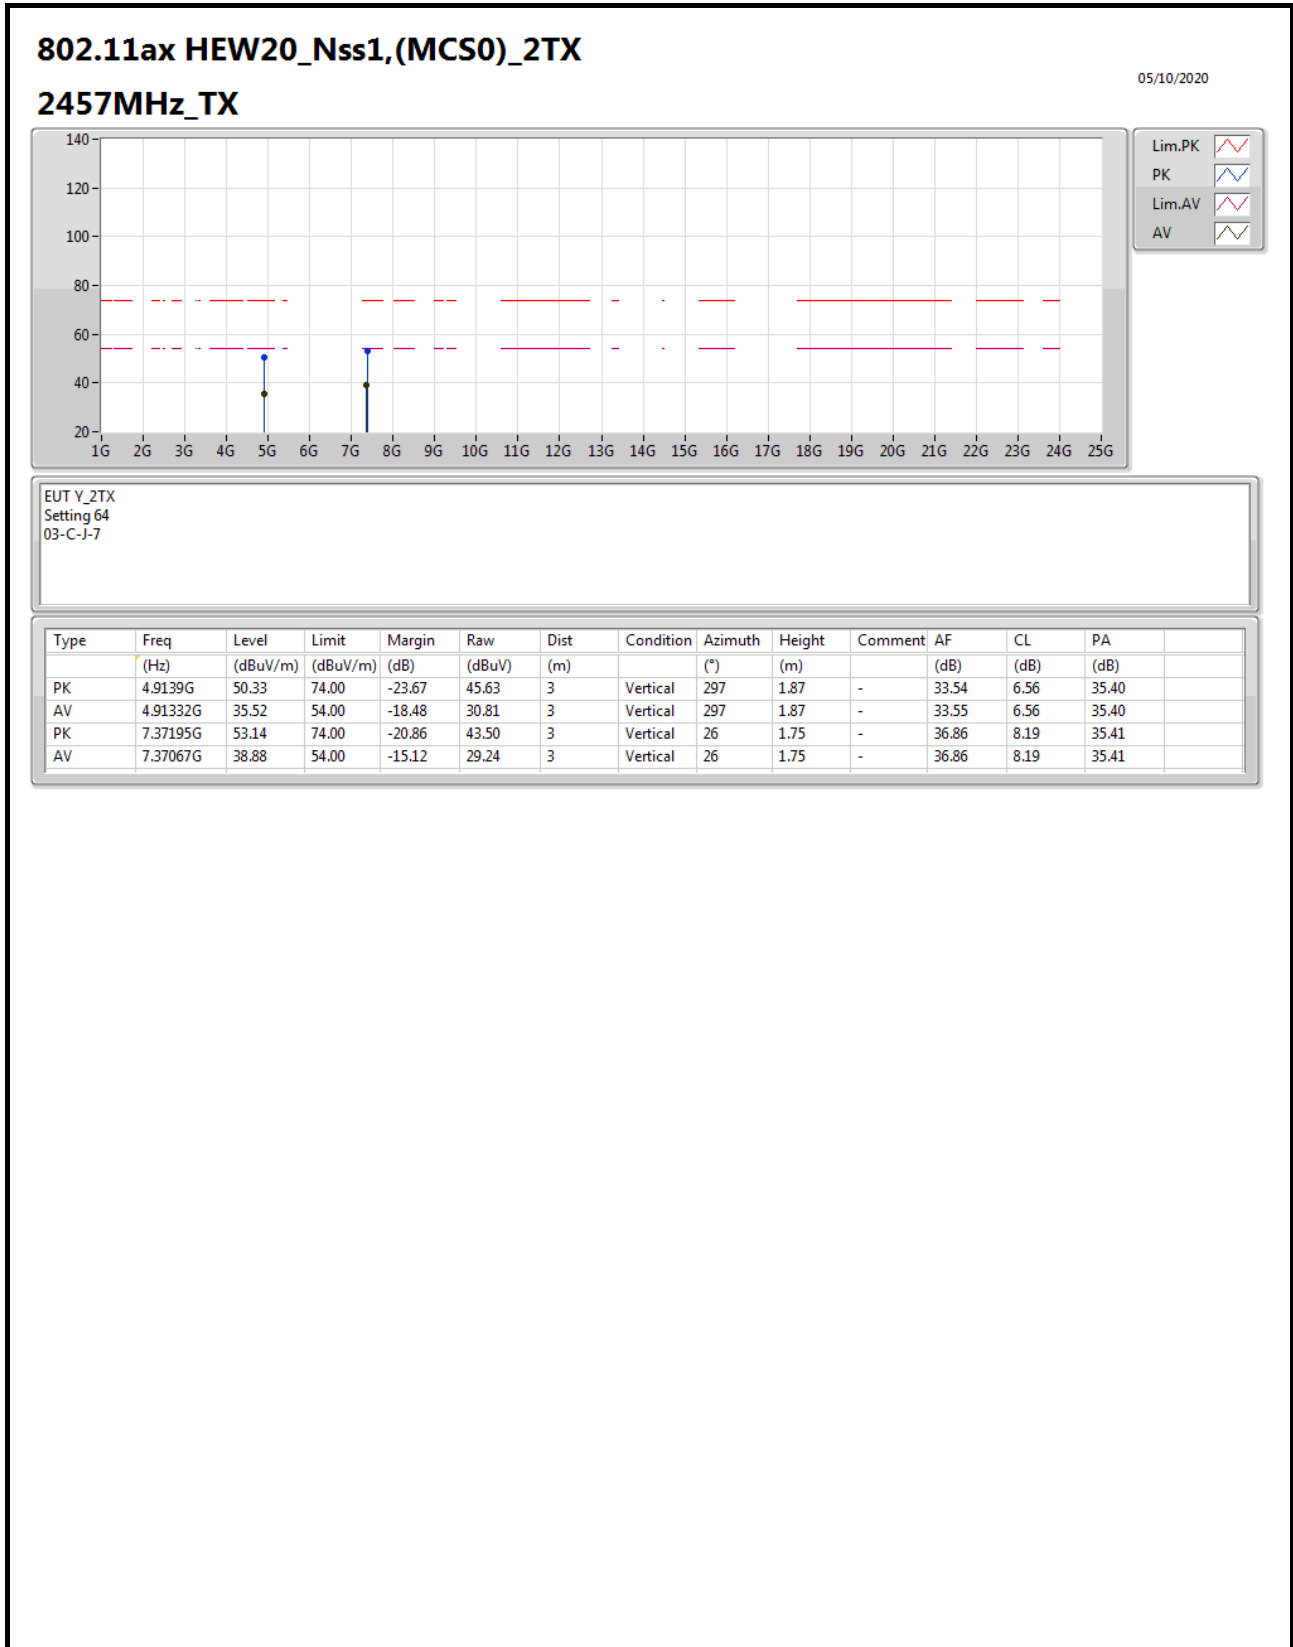 802.11ax HEW20_Nss1,(MCS0)_2TX
05/10/2020
2457MHz_TX
140
120
100
80
60
40
20
1G 2G 3G 4G 5G 6G 7G 8G 9G 10G 11G 12G 13G 14G 15G 16G 17G 18G 19G 20G 21G 22G 23G 24G 25G
Lim.PK
PK
Lim.AV
AV
EUT Y_2TX
Setting 64
03-C-J-7
Type Freq Level Limit Margin Raw Dist Condition Azimuth Height Comment AF CL PA
(Hz) (dBuV/m) (dBuV/m) (dB) (dBuV) (m) (°) (m) (dB) (dB) (dB)
PK 4.9139G 50.33 74.00 -23.67 45.63 3 Vertical 297 1.87 - 33.54 6.56 35.40
AV 4.91332G 35.52 54.00 -18.48 30.81 3 Vertical 297 1.87 - 33.55 6.56 35.40
PK 7.37195G 53.14 74.00 -20.86 43.50 3 Vertical 26 1.75 - 36.86 8.19 35.41
AV 7.37067G 38.88 54.00 -15.12 29.24 3 Vertical 26 1.75 - 36.86 8.19 35.41